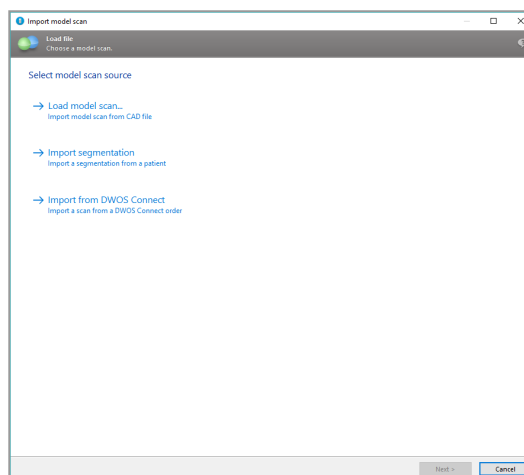 Import model scan
Load file
Choose a model scan.
Select model scan source
Load model scan...
Import model scan from CAD file
Import segmentation
Import a segmentation from a patient
Import from DWOS Connect
Import a scan from a DWOS Connect order
Next >
Cancel